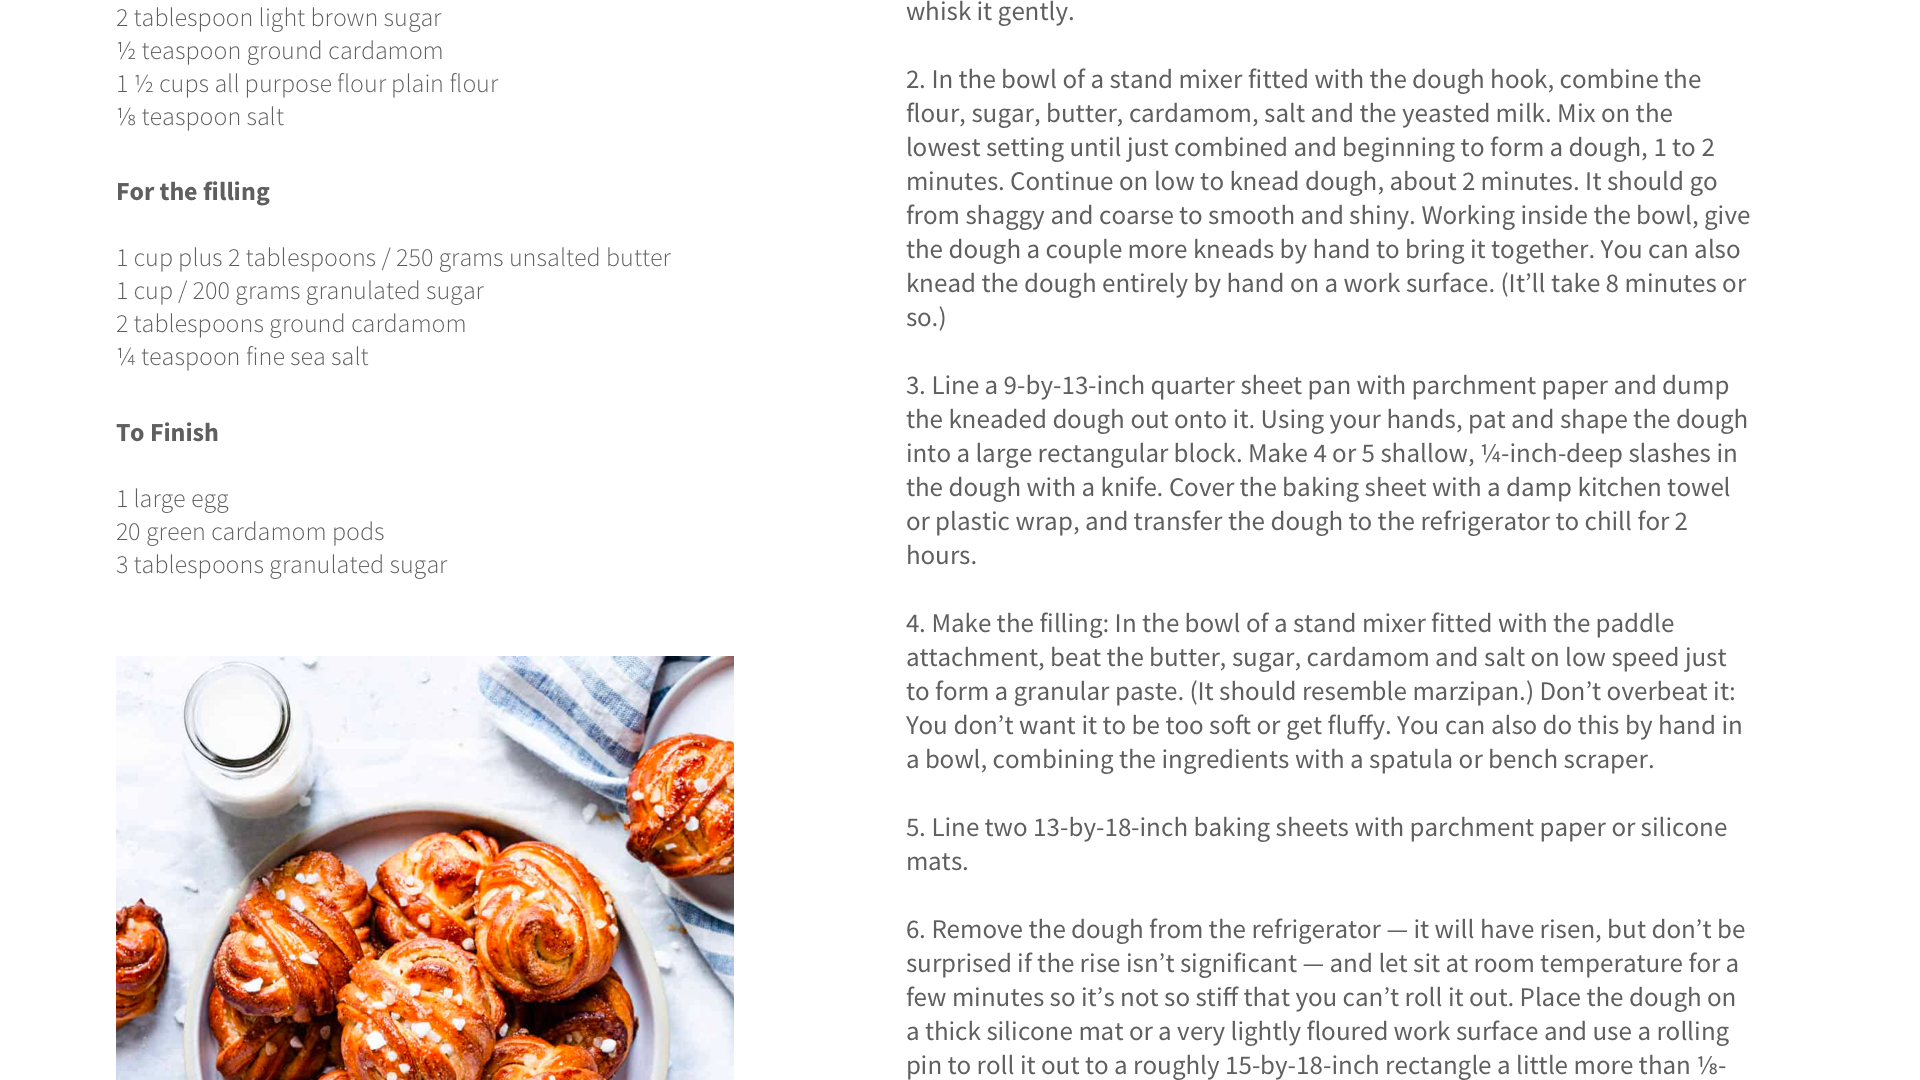 2 tablespoon light brown sugar
½ teaspoon ground cardamom
1 ½ cups all purpose flour plain flour
⅛ teaspoon salt
For the filling
1 cup plus 2 tablespoons / 250 grams unsalted butter
1 cup / 200 grams granulated sugar
2 tablespoons ground cardamom
¼ teaspoon fine sea salt
To Finish
1 large egg
20 green cardamom pods
3 tablespoons granulated sugar
whisk it gently.
2. In the bowl of a stand mixer fitted with the dough hook, combine the
flour, sugar, butter, cardamom, salt and the yeasted milk. Mix on the
lowest setting until just combined and beginning to form a dough, 1 to 2
minutes. Continue on low to knead dough, about 2 minutes. It should go
from shaggy and coarse to smooth and shiny. Working inside the bowl, give
the dough a couple more kneads by hand to bring it together. You can also
knead the dough entirely by hand on a work surface. (It’ll take 8 minutes or
so.)
3. Line a 9-by-13-inch quarter sheet pan with parchment paper and dump
the kneaded dough out onto it. Using your hands, pat and shape the dough
into a large rectangular block. Make 4 or 5 shallow, ¼-inch-deep slashes in
the dough with a knife. Cover the baking sheet with a damp kitchen towel
or plastic wrap, and transfer the dough to the refrigerator to chill for 2
hours.
4. Make the filling: In the bowl of a stand mixer fitted with the paddle
attachment, beat the butter, sugar, cardamom and salt on low speed just
to form a granular paste. (It should resemble marzipan.) Don’t overbeat it:
You don’t want it to be too soft or get fluffy. You can also do this by hand in
a bowl, combining the ingredients with a spatula or bench scraper.
5. Line two 13-by-18-inch baking sheets with parchment paper or silicone
mats.
6. Remove the dough from the refrigerator — it will have risen, but don’t be
surprised if the rise isn’t significant — and let sit at room temperature for a
few minutes so it’s not so stiff that you can’t roll it out. Place the dough on
a thick silicone mat or a very lightly floured work surface and use a rolling
pin to roll it out to a roughly 15-by-18-inch rectangle a little more than ⅛-